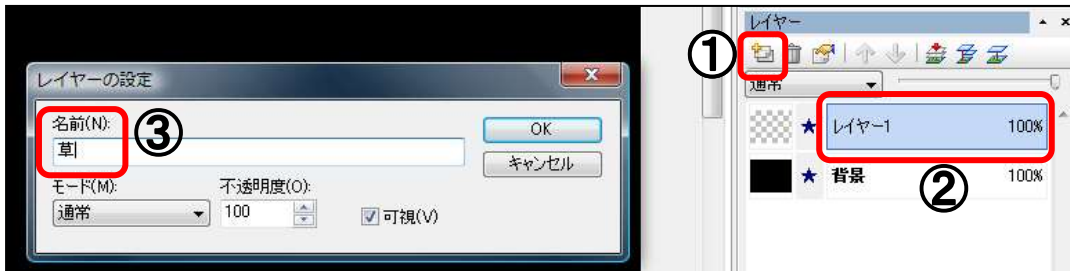 レイヤーの設定
名前(N):
草
③
OK
キャンセル
モード(M):
不透明度(O):
通常
100
可視(V)
レイヤー
①
通常
レイヤー1
100%
背景
100%
②